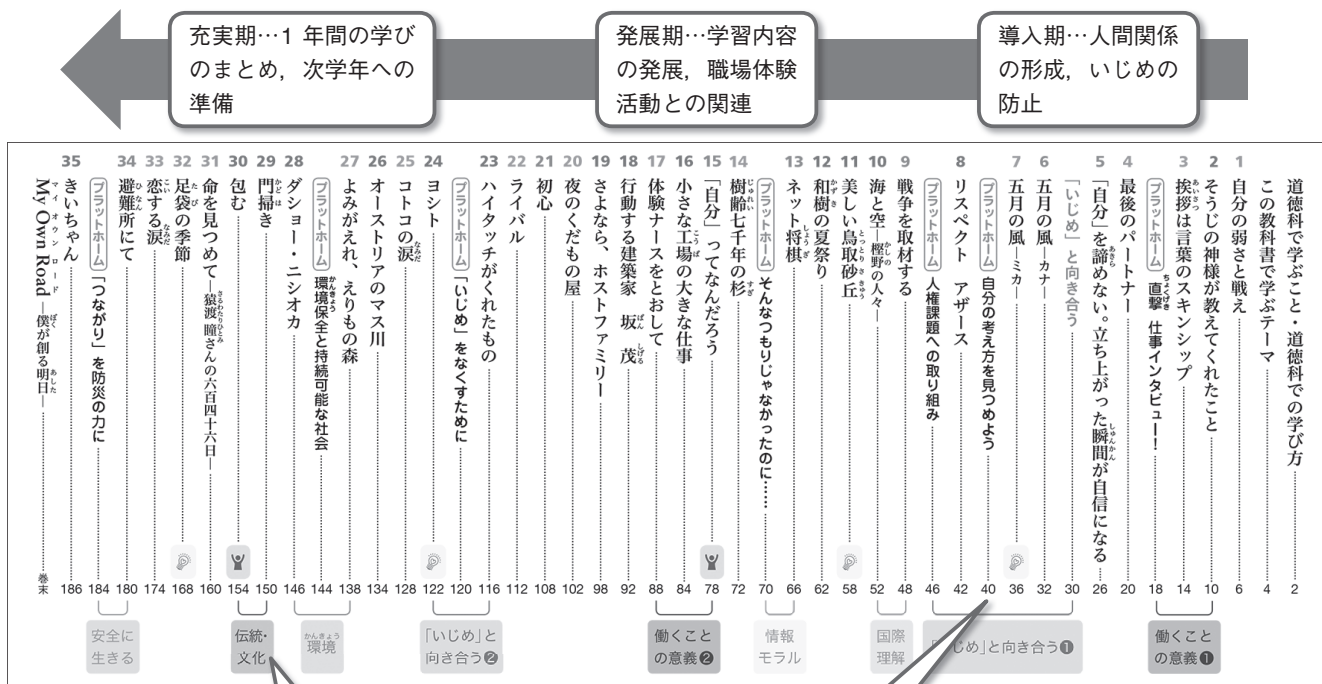 充実期…1 年間の学び
のまとめ，次学年への
準備
発展期…学習内容
の発展，職場体験
活動との関連
導入期…人間関係
の形成，いじめの
防止
道徳科で学ぶこと・道徳科での学び方 2
この教科書で学ぶテーマ 4
1 自分の弱さと戦え 6
2 そうじの神様が教えてくれたこと 10
3 挨拶は言葉のスキンシップ 14
プラットホーム 直撃 仕事インタビュー！ 18
4 最後のパートナー 20
5 「自分」を諦めない。立ち上がった瞬間が自信になる 26
「いじめ」と向き合う 30
6 五月の風―カナ― 32
7 五月の風―ミカ―
プラットホーム 自分の考え方を見つめよう 40
8 リスペクト アザース 42
プラットホーム 人権課題への取り組み 46
9 戦争を取材する 48
10 海と空―樫野の人々― 52
11 美しい鳥取砂丘 58
12 和樹の夏祭り 62
13 ネット将棋 66
プラットホーム そんなつもりじゃなかったのに…… 70
14 樹齢七千年の杉 72
15 「自分」ってなんだろう 78
16 小さな工場の大きな仕事 84
17 体験ナースをとおして 88
18 行動する建築家 坂 茂 92
19 さよなら、ホストファミリー 98
20 夜のくだもの屋 102
21 初心 108
22 ライバル 112
23 ハイタッチがくれたもの 116
プラットホーム 「いじめ」をなくすために 120
24 ヨシト 122
25 コトコの涙 128
26 オーストリアのマス川 134
27 よみがえれ、えりもの森 138
プラットホーム 環境保全と持続可能な社会 144
28 ダショー・ニシオカ 146
29 門掃き 150
30 包む 154
31 命を見つめて―猿渡瞳さんの六百四十六日― 160
32 足袋の季節 168
33 恋する涙 174
34 避難所にて 180
プラットホーム 「つながり」を防災の力に 184
35 きいちゃん 186
My Own Road―僕が創る明日― 巻末
働くこと
の意義❶
「いじめ」と向き合う❶
国際
理解
情報
モラル
働くこと
の意義❷
「いじめ」と
向き合う❷
環境
伝統・
文化
安全に
生きる